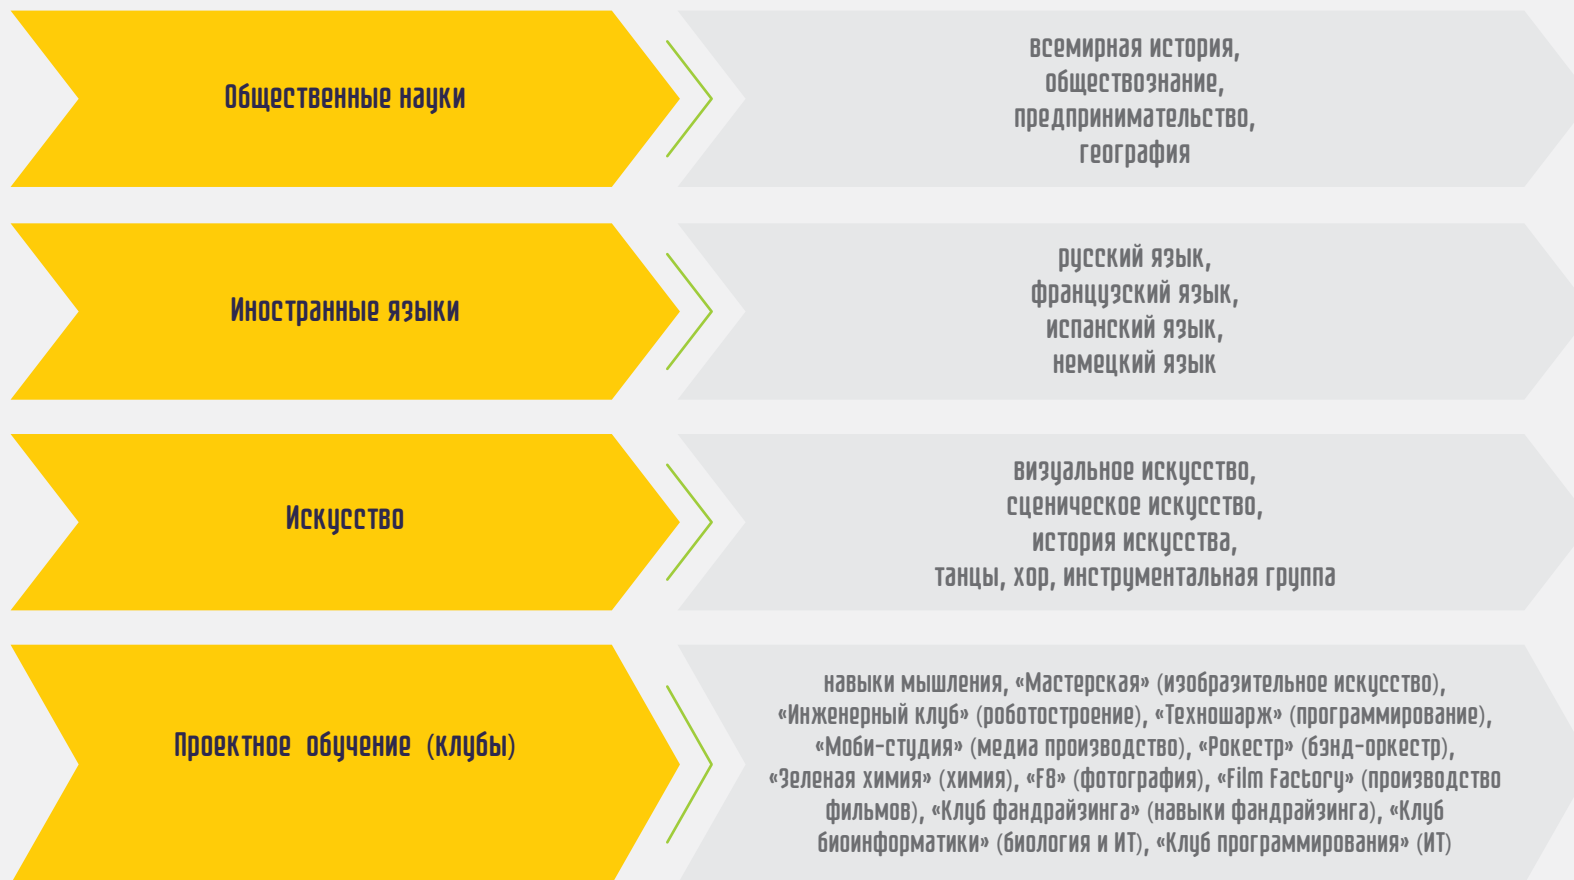 Общественные науки
всемирная история,
обществознание,
предпринимательство,
география
Иностранные языки
русский язык,
французский язык,
испанский язык,
немецкий язык
Искусство
визуальное искусство,
сценическое искусство,
история искусства,
танцы, хор, инструментальная группа
Проектное обучение (клубы)
навыки мышления, «Мастерская» (изобразительное искусство),
«Инженерный клуб» (роботостроение), «Техношарж» (программирование),
«Моби-студия» (медиа производство), «Рокестр» (бэнд-оркестр),
«Зеленая химия» (химия), «F8» (фотография), «Film Factory» (производство
фильмов), «Клуб фандрайзинга» (навыки фандрайзинга), «Клуб
биоинформатики» (биология и ИТ), «Клуб программирования» (ИТ)